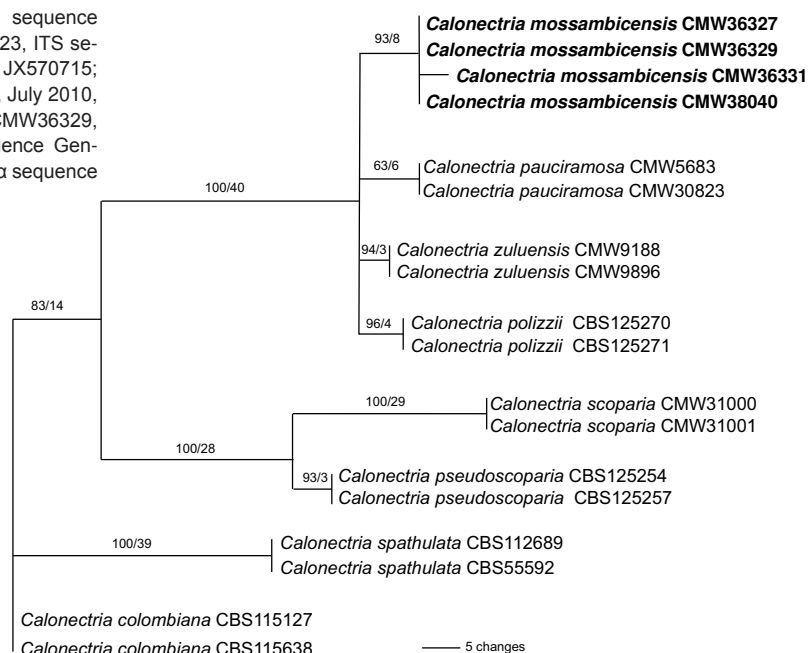 sequence
23, ITS se-
JX570715;
, July 2010,
CMW36329,
uence Gen-
α sequence
93/8
Calonectria mossambicensis CMW36327
Calonectria mossambicensis CMW36329
Calonectria mossambicensis CMW36331
Calonectria mossambicensis CMW38040
63/6
Calonectria pauciramosa CMW5683
Calonectria pauciramosa CMW30823
100/40
94/3
Calonectria zuluensis CMW9188
Calonectria zuluensis CMW9896
83/14
96/4
Calonectria polizzii CBS125270
Calonectria polizzii CBS125271
100/29
Calonectria scoparia CMW31000
Calonectria scoparia CMW31001
100/28
93/3
Calonectria pseudoscoparia CBS125254
Calonectria pseudoscoparia CBS125257
100/39
Calonectria spathulata CBS112689
Calonectria spathulata CBS55592
Calonectria colombiana CBS115127
Calonectria colombiana CBS115638
5 changes